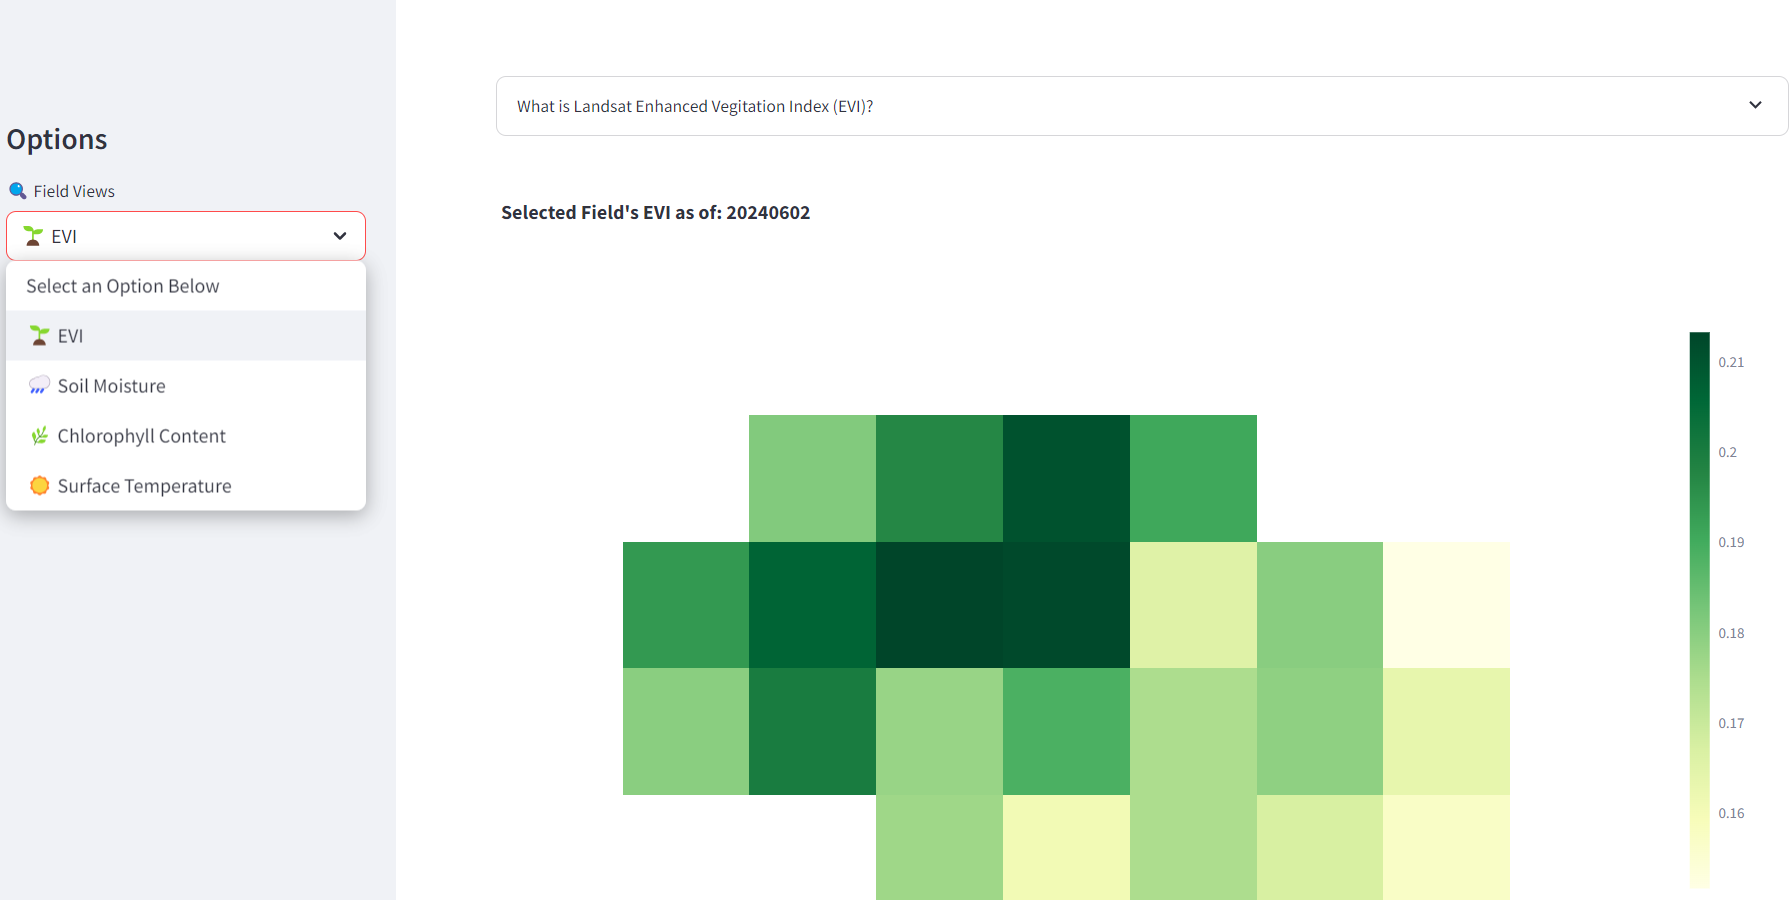 Options
Field Views
EVI
Select an Option Below
EVI
Soil Moisture
Chlorophyll Content
Surface Temperature
What is Landsat Enhanced Vegitation Index (EVI)?
Selected Field's EVI as of: 20240602
0.21
0.2
0.19
0.18
0.17
0.16